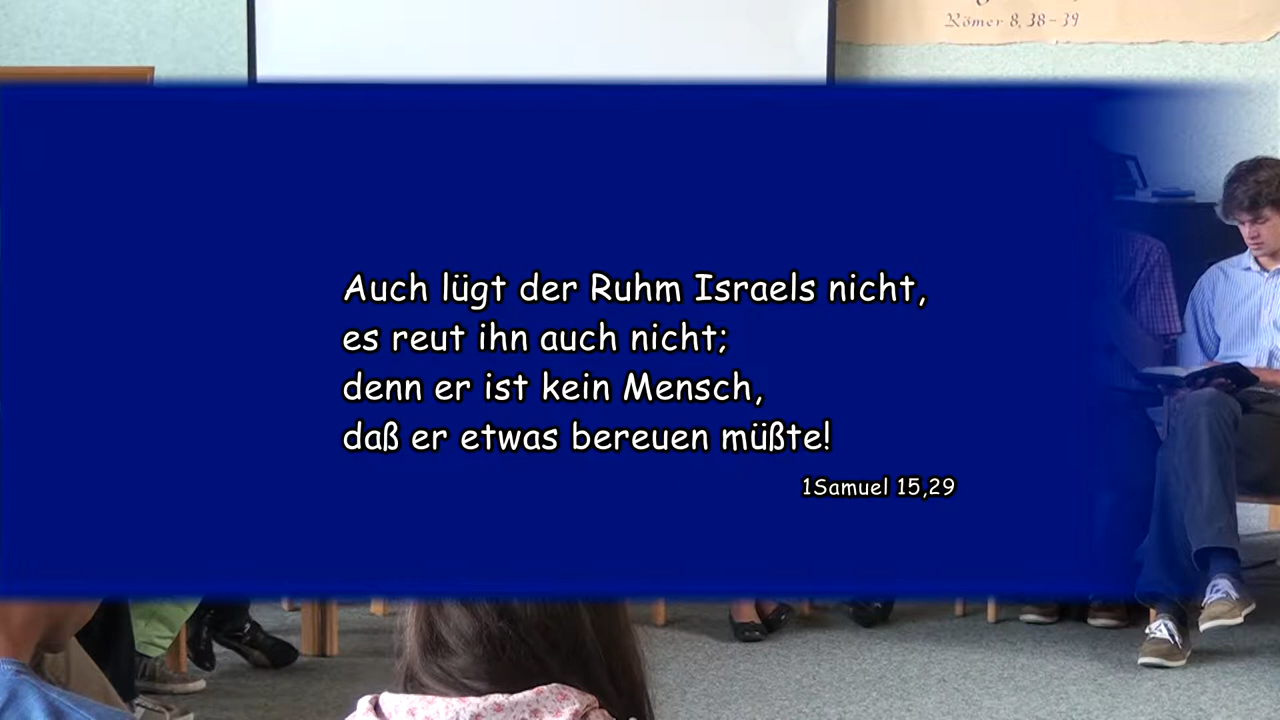 Römer 8, 38-39
Auch lügt der Ruhm Israels nicht,
es reut ihn auch nicht;
denn er ist kein Mensch,
daß er etwas bereuen müßte!
1Samuel 15,29